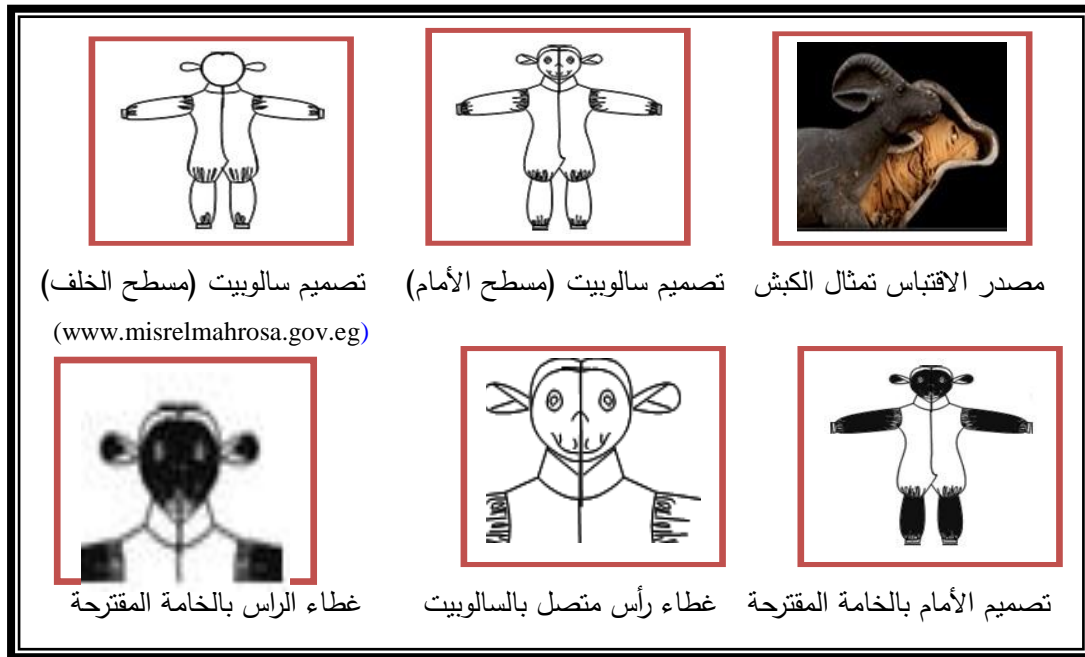 مصدر الاقتباس تمثال الكبش تصميم سالوبيت (مسطح الأمام) تصميم سالوبيت (مسطح الخلف)
(www.misrelmahrosa.gov.eg)
تصميم الأمام بالخامة المقترحة غطاء رأس متصل بالسالوبيت غطاء الراس بالخامة المقترحة